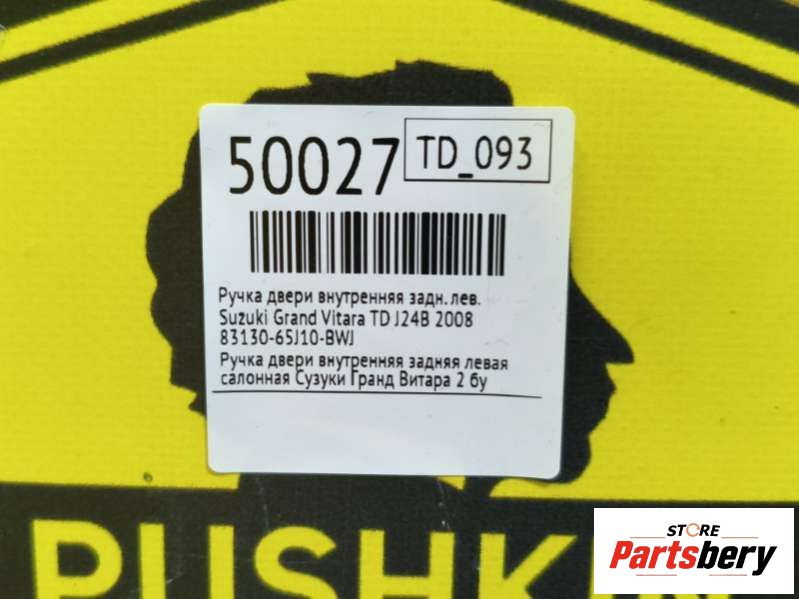 50027
TD_093
Ручка двери внутренняя задн. лев.
Suzuki Grand Vitara TD J24B 2008
83130-65J10-BWJ
Ручка двери внутренняя задняя левая
салонная Сузуки Гранд Витара 2 бу
PUSHKIN
STORE
Partsbery